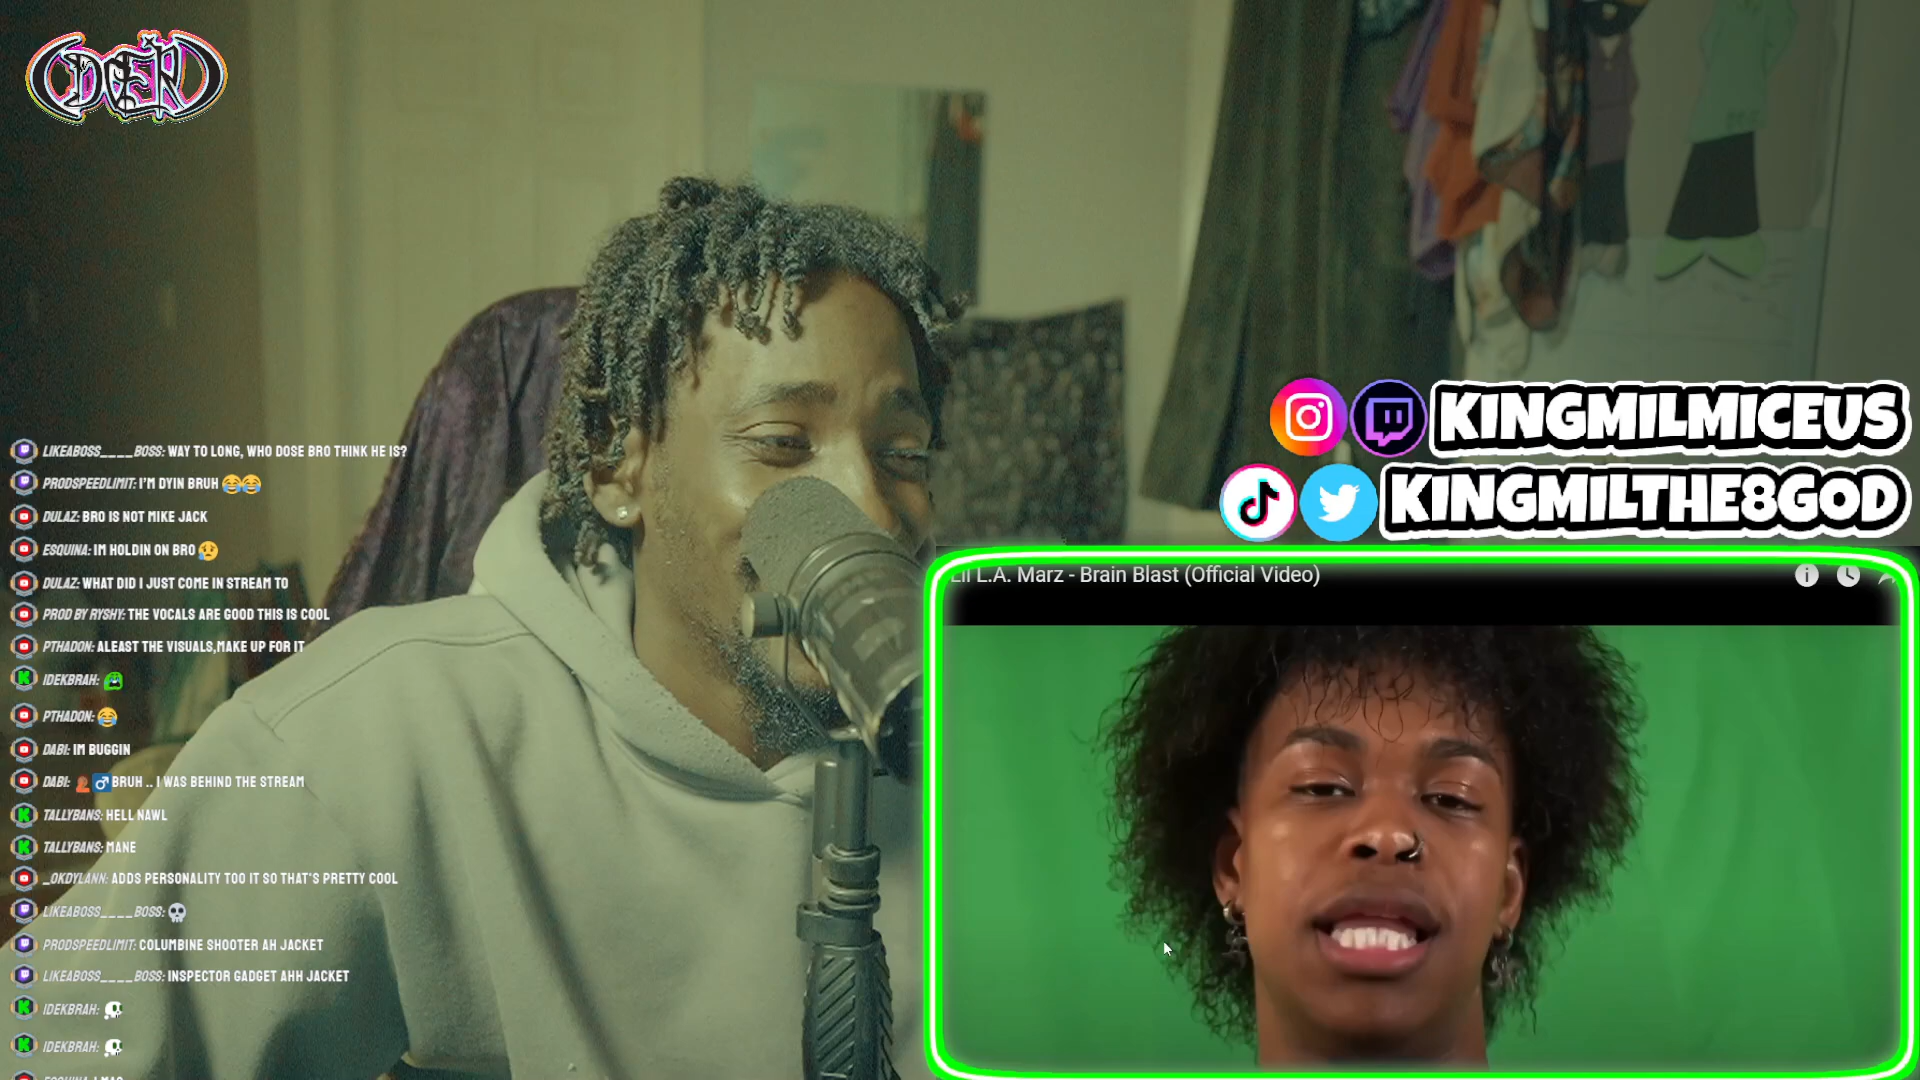 DCER
LIKEABOSS____BOSS: WAY TO LONG, WHO DOSE BRO THINK HE IS?
PRODSPEEDLIMIT: I'M DYIN BRUH 😂😂
DULAZ: BRO IS NOT MIKE JACK
ESQUINA: IM HOLDIN ON BRO 😥
DULAZ: WHAT DID I JUST COME IN STREAM TO
PROD BY RYSHY: THE VOCALS ARE GOOD THIS IS COOL
PTHADON: ALEAST THE VISUALS,MAKE UP FOR IT
IDEKBRAH:
PTHADON: 😂
DABI: IM BUGGIN
DABI: BRUH .. I WAS BEHIND THE STREAM
TALLYBANS: HELL NAWL
TALLYBANS: MANE
_OKDYLANN: ADDS PERSONALITY TOO IT SO THAT'S PRETTY COOL
LIKEABOSS____BOSS: 💀
PRODSPEEDLIMIT: COLUMBINE SHOOTER AH JACKET
LIKEABOSS____BOSS: INSPECTOR GADGET AHH JACKET
IDEKBRAH:
IDEKBRAH:
KINGMILMICEUS
KINGMILTHE8GOD
Lil L.A. Marz - Brain Blast (Official Video)